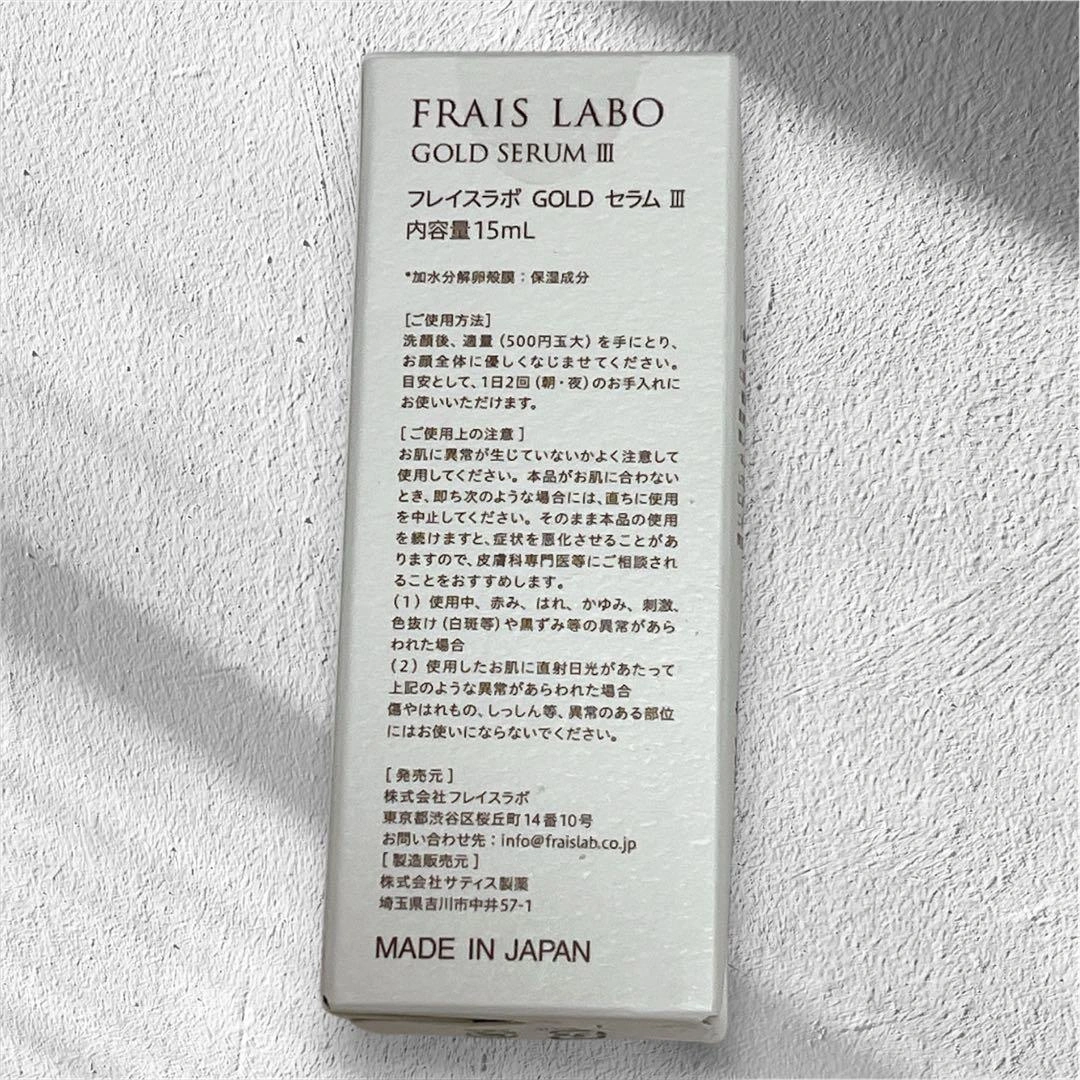 FRAIS LABO
GOLD SERUM Ⅲ
フレイスラボ GOLD セラム Ⅲ
内容量15mL
*加水分解卵殻膜：保湿成分
[ご使用方法]
洗顔後、適量（500円玉大）を手にとり、
お顔全体に優しくなじませてください。
目安として、1日2回（朝・夜）のお手入れに
お使いいただけます。
[ご使用上の注意]
お肌に異常が生じていないかよく注意して
使用してください。本品がお肌に合わない
とき、即ち次のような場合には、直ちに使用
を中止してください。そのまま本品の使用
を続けますと、症状を悪化させることがあ
りますので、皮膚科専門医等にご相談され
ることをおすすめします。
（1）使用中、赤み、はれ、かゆみ、刺激、
色抜け（白斑等）や黒ずみ等の異常があら
われた場合
（2）使用したお肌に直射日光があたって
上記のような異常があらわれた場合
傷やはれもの、しっしん等、異常のある部位
にはお使いにならないでください。
[発売元]
株式会社フレイスラボ
東京都渋谷区桜丘町14番10号
お問い合わせ先：info@fraislab.co.jp
[製造販売元]
株式会社サティス製薬
埼玉県吉川市中井57-1
MADE IN JAPAN